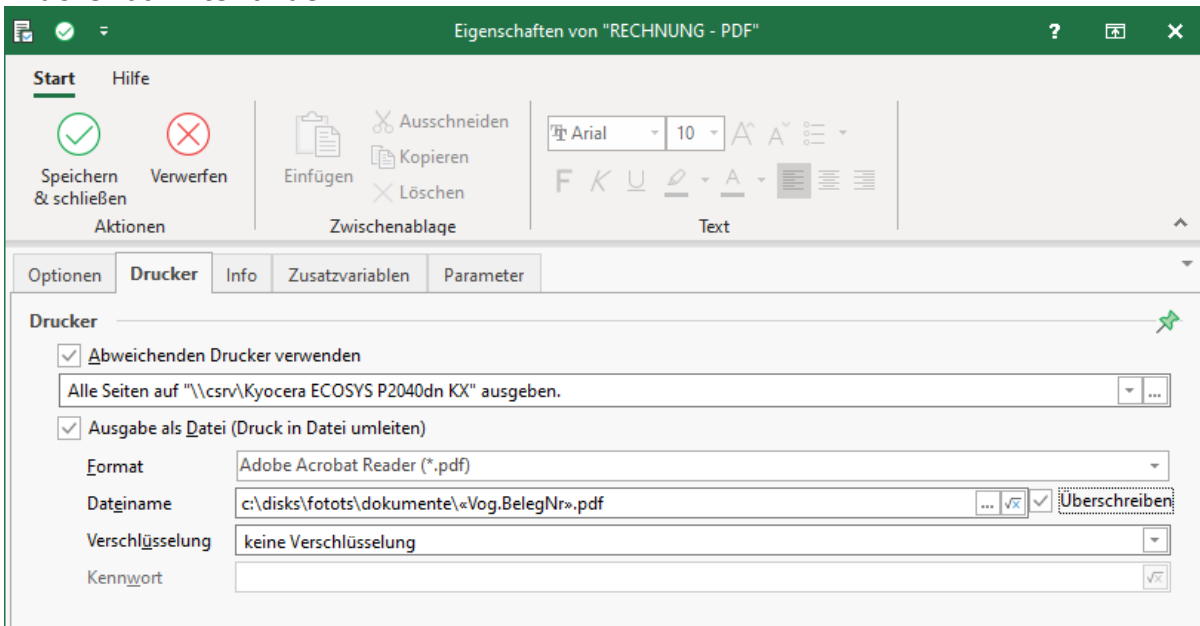 Eigenschaften von "RECHNUNG - PDF"
?
Start Hilfe
Speichern & schließen
Verwerfen
Aktionen
Einfügen
Ausschneiden
Kopieren
Löschen
Zwischenablage
Arial 10
F K U A
Text
Optionen Drucker Info Zusatzvariablen Parameter
Drucker
Abweichenden Drucker verwenden
Alle Seiten auf "\\csrv\Kyocera ECOSYS P2040dn KX" ausgeben. ...
Ausgabe als Datei (Druck in Datei umleiten)
Format Adobe Acrobat Reader (*.pdf)
Dateiname c:\disks\fotots\dokumente\«Vog.BelegNr».pdf ... √x Überschreiben
Verschlüsselung keine Verschlüsselung
Kennwort √x